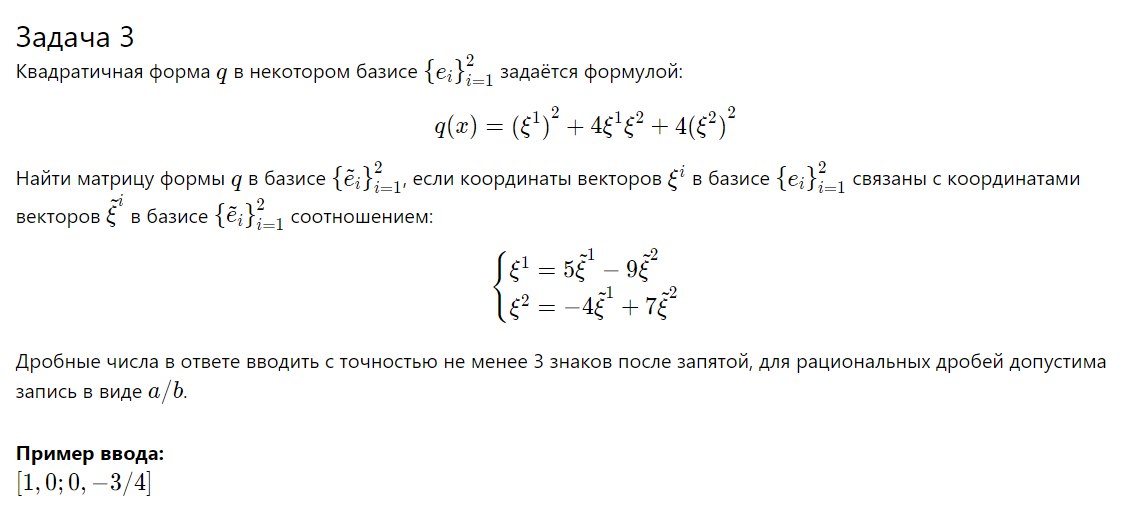 Задача 3
Квадратичная форма $q$ в некотором базисе $\{e_i\}_{i=1}^{2}$ задаётся формулой:
$q(x) = (\xi^1)^2 + 4\xi^1\xi^2 + 4(\xi^2)^2$
Найти матрицу формы $q$ в базисе $\{\tilde{e}_i\}_{i=1}^{2}$, если координаты векторов $\xi^i$ в базисе $\{e_i\}_{i=1}^{2}$ связаны с координатами
векторов $\tilde{\xi}^i$ в базисе $\{\tilde{e}_i\}_{i=1}^{2}$ соотношением:
$\begin{cases} \xi^1 = 5\tilde{\xi}^1 - 9\tilde{\xi}^2 \\ \xi^2 = -4\tilde{\xi}^1 + 7\tilde{\xi}^2 \end{cases}$
Дробные числа в ответе вводить с точностью не менее 3 знаков после запятой, для рациональных дробей допустима
запись в виде $a/b$.
Пример ввода:
$[1, 0; 0, -3/4]$